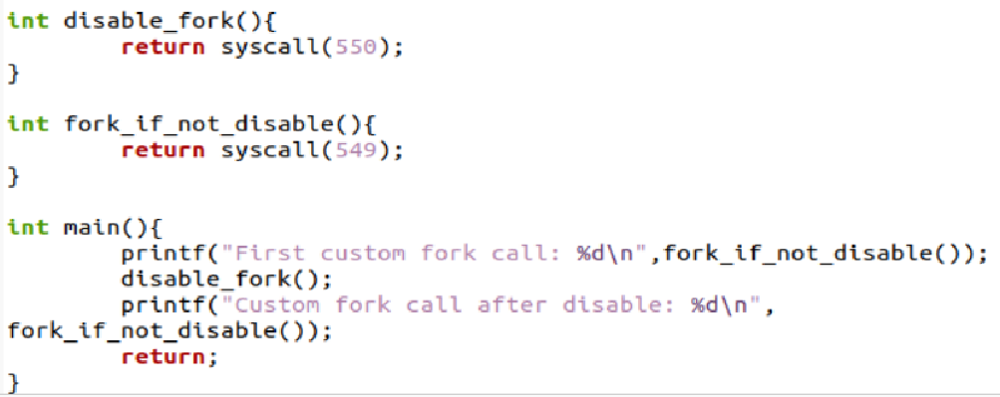 int disable_fork(){
        return syscall(550);
}
int fork_if_not_disable(){
        return syscall(549);
}
int main(){
        printf("First custom fork call: %d\n",fork_if_not_disable());
        disable_fork();
        printf("Custom fork call after disable: %d\n",
fork_if_not_disable());
        return;
}